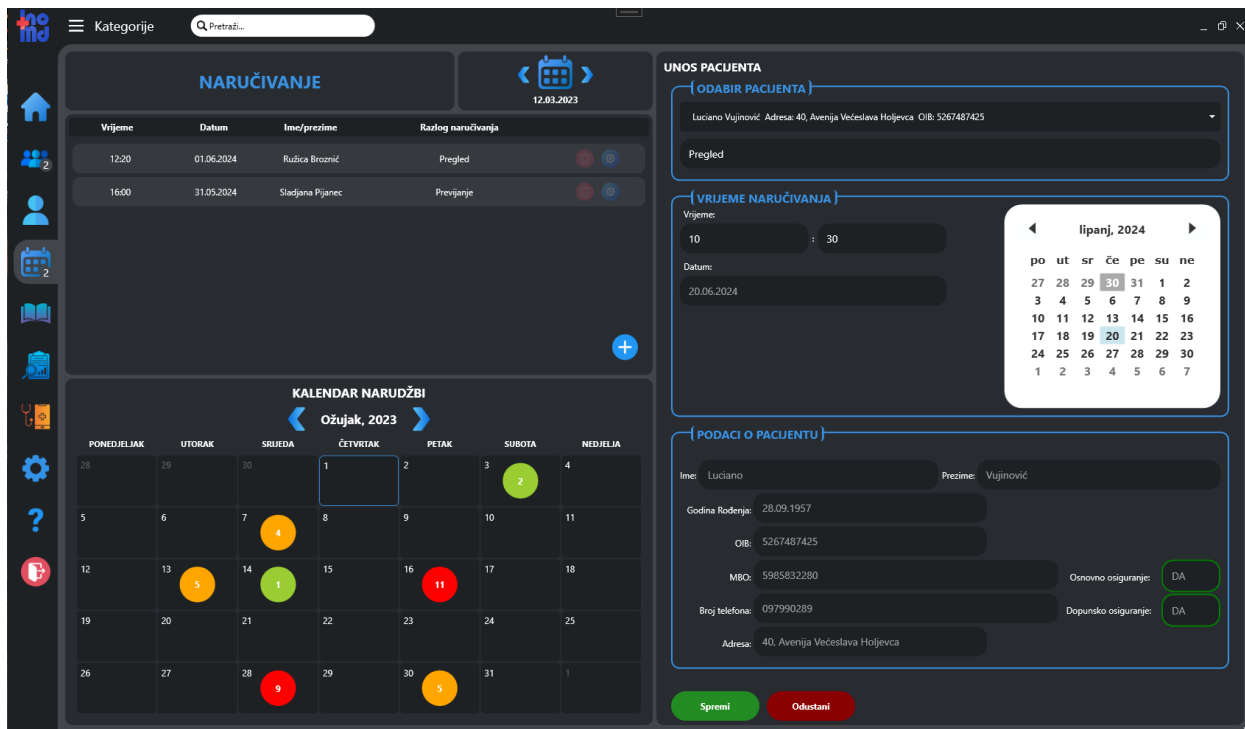 ino
md
Kategorije
Pretraži...
NARUČIVANJE
12.03.2023
Vrijeme Datum Ime/prezime Razlog naručivanja
12:20 01.06.2024 Ružica Broznić Pregled
16:00 31.05.2024 Sladjana Pijanec Previjanje
2
2
KALENDAR NARUDŽBI
Ožujak, 2023
PONEDJELJAK UTORAK SRIJEDA ČETVRTAK PETAK SUBOTA NEDJELJA
28 29 30 1 2 3 2 4
5 6 7 4 8 9 10 11
12 13 5 14 1 15 16 11 17 18
19 20 21 22 23 24 25
26 27 28 9 29 30 5 31 1
UNOS PACIJENTA
ODABIR PACIJENTA
Luciano Vujinović Adresa: 40, Avenija Većeslava Holjevca OIB: 5267487425
Pregled
VRIJEME NARUČIVANJA
Vrijeme:
10 : 30
Datum:
20.06.2024
lipanj, 2024
po ut sr če pe su ne
27 28 29 30 31 1 2
3 4 5 6 7 8 9
10 11 12 13 14 15 16
17 18 19 20 21 22 23
24 25 26 27 28 29 30
1 2 3 4 5 6 7
PODACI O PACIJENTU
Ime: Luciano Prezime: Vujinović
Godina Rođenja: 28.09.1957
OIB: 5267487425
MBO: 5985832280 Osnovno osiguranje: DA
Broj telefona: 097990289 Dopunsko osiguranje: DA
Adresa: 40, Avenija Većeslava Holjevca
Spremi Odustani